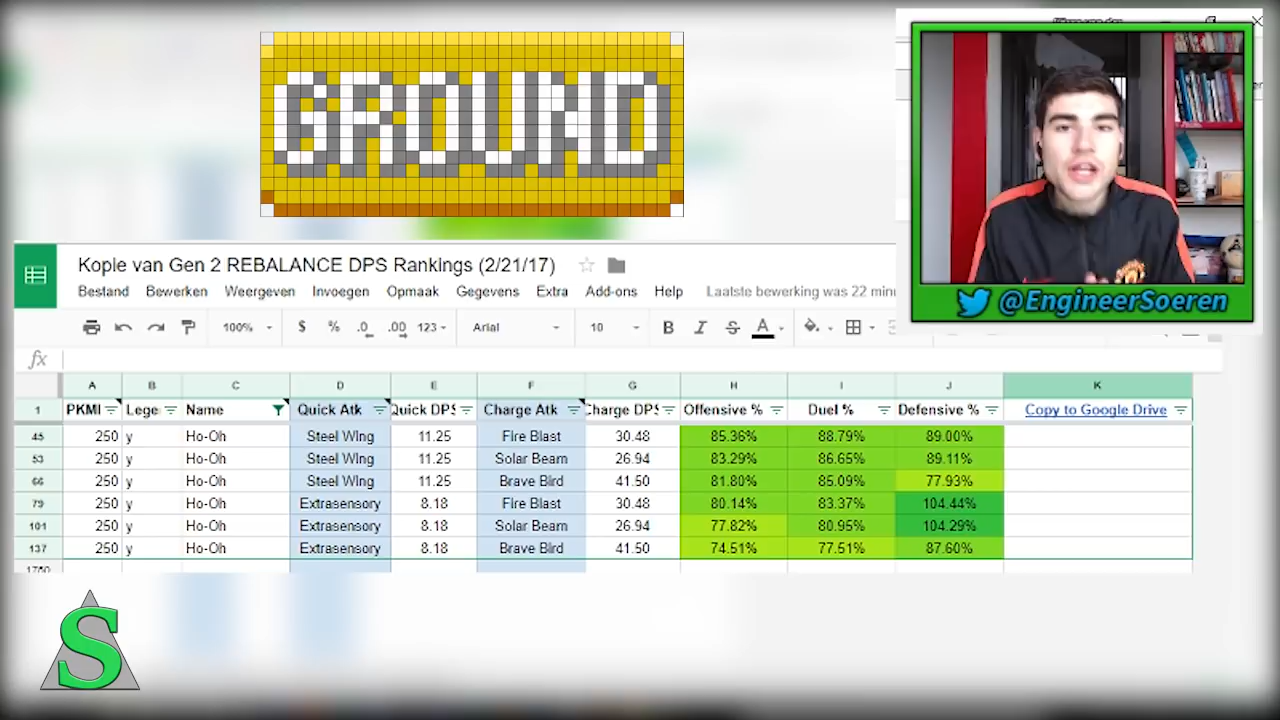 GROUND
@EngineerSoeren
Kopie van Gen 2 REBALANCE DPS Rankings (2/21/17)
Bestand Bewerken Weergeven Invoegen Opmaak Gegevens Extra Add-ons Help Laatste bewerking was 22 minu
100% $ % .0 .00 123 Arial 10 B I S A
fx
A B C D E F G H I J K
1 PKMI Lege Name Quick Atk Quick DPS Charge Atk Charge DPS Offensive % Duel % Defensive % Copy to Google Drive
45 250 y Ho-Oh Steel Wing 11.25 Fire Blast 30.48 85.36% 88.79% 89.00%
53 250 y Ho-Oh Steel Wing 11.25 Solar Beam 26.94 83.29% 86.65% 89.11%
66 250 y Ho-Oh Steel Wing 11.25 Brave Bird 41.50 81.80% 85.09% 77.93%
79 250 y Ho-Oh Extrasensory 8.18 Fire Blast 30.48 80.14% 83.37% 104.44%
101 250 y Ho-Oh Extrasensory 8.18 Solar Beam 26.94 77.82% 80.95% 104.29%
137 250 y Ho-Oh Extrasensory 8.18 Brave Bird 41.50 74.51% 77.51% 87.60%
S